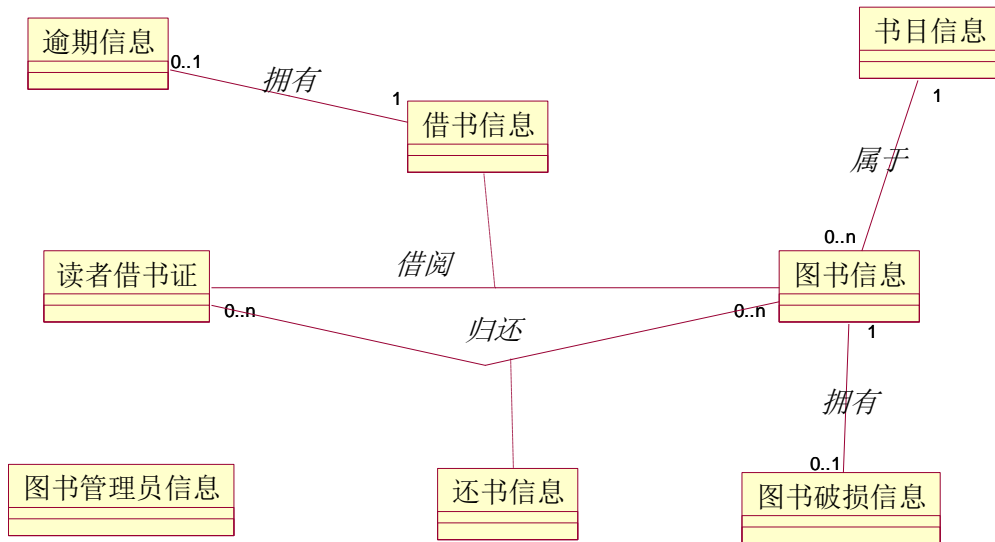 逾期信息
书目信息
0..1
拥有
1
1
借书信息
属于
0..n
读者借书证
借阅
图书信息
0..n
归还
0..n
1
拥有
0..1
图书管理员信息
还书信息
图书破损信息